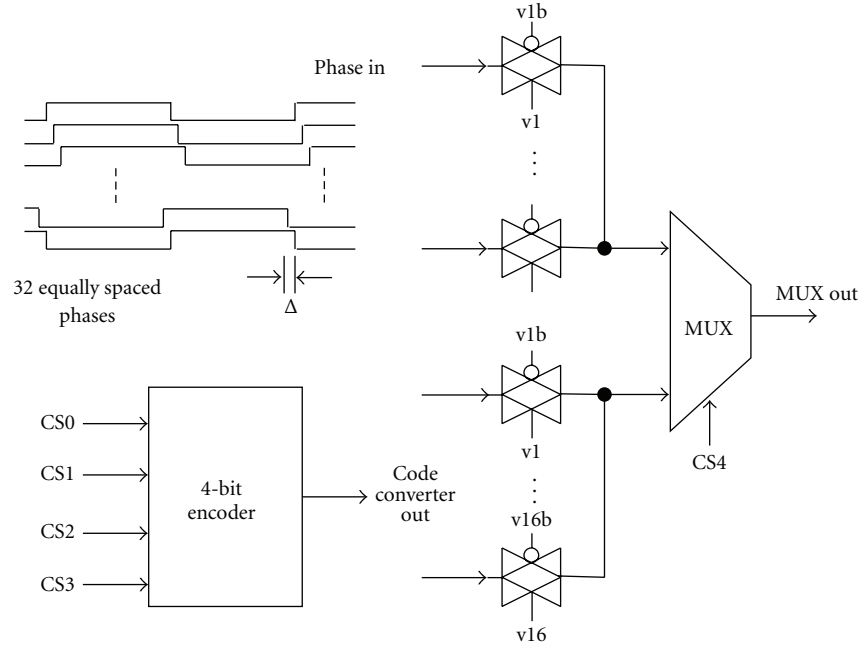 v1b
Phase in
v1
⋮
32 equally spaced
phases
Δ
MUX
MUX out
CS4
v1b
v1
⋮
v16b
v16
CS0
CS1
CS2
CS3
4-bit
encoder
Code
converter
out